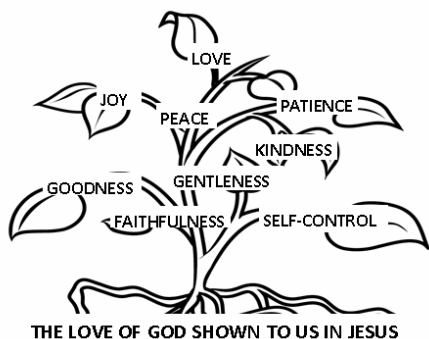 LOVE
JOY
PEACE
PATIENCE
KINDNESS
GOODNESS
GENTLENESS
FAITHFULNESS
SELF-CONTROL
THE LOVE OF GOD SHOWN TO US IN JESUS